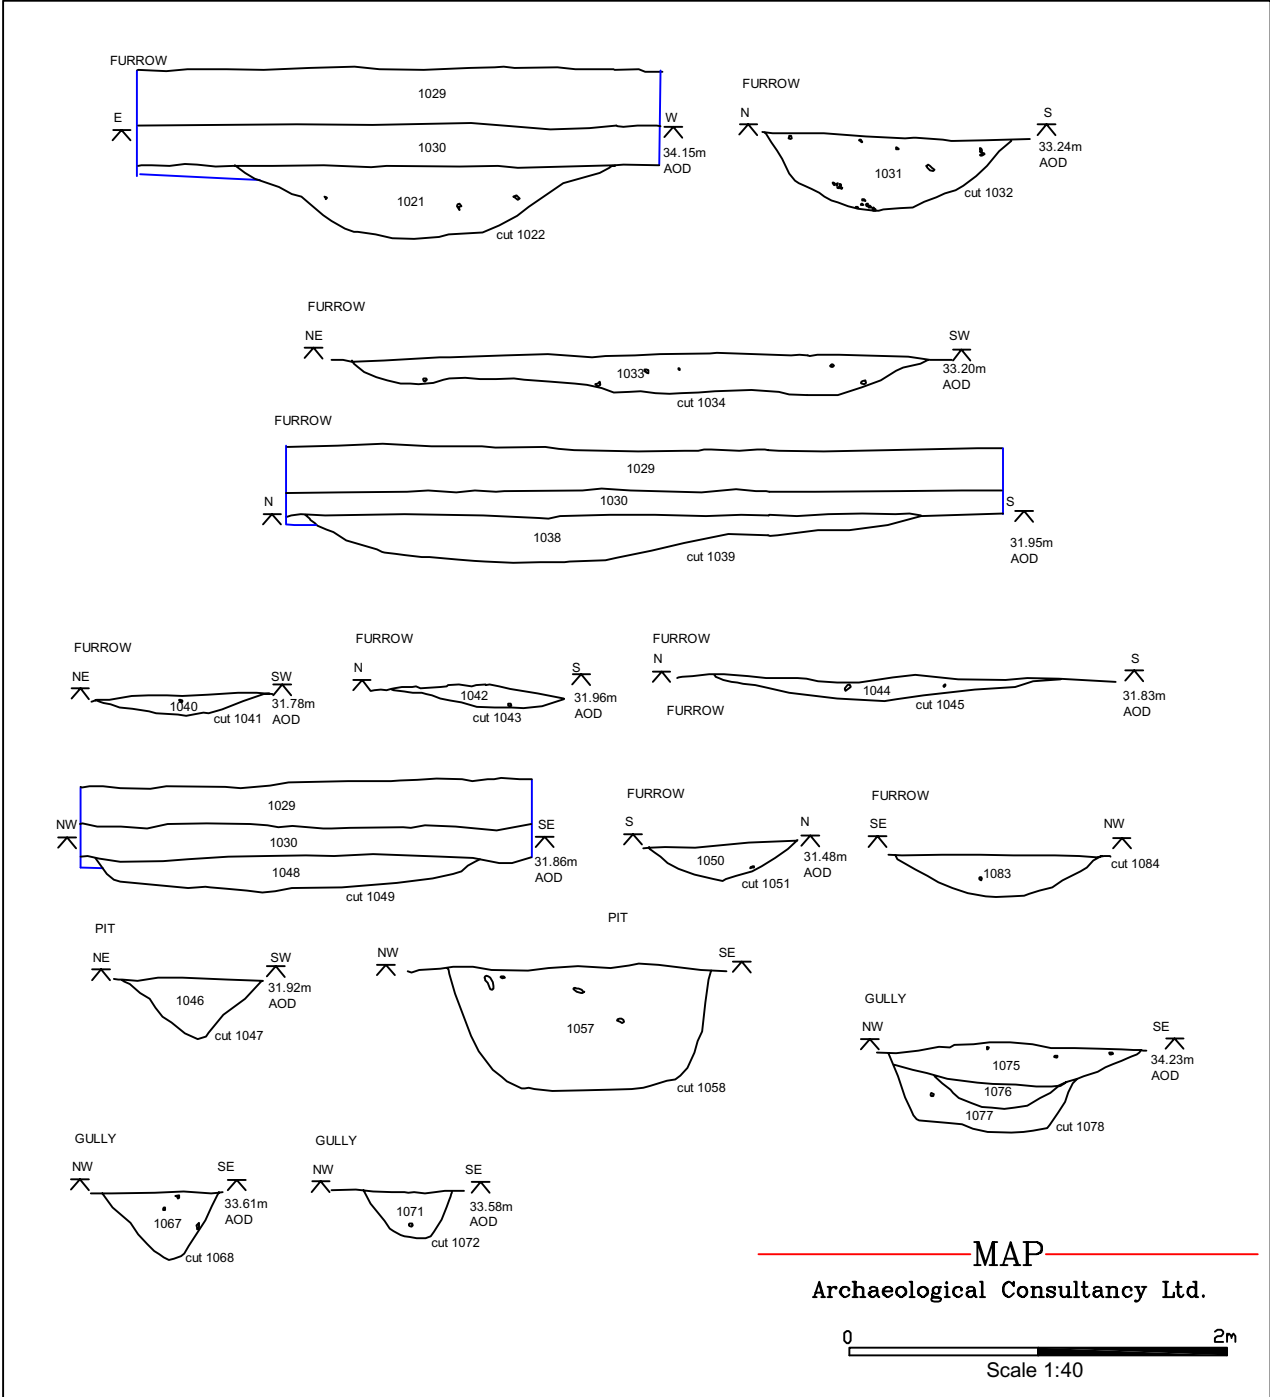 FURROW
1029
E
W
1030
34.15m
AOD
1021
cut 1022
FURROW
N
S
33.24m
AOD
1031
cut 1032
FURROW
NE
SW
1033
33.20m
AOD
cut 1034
FURROW
1029
N
1030
S
1038
31.95m
AOD
cut 1039
FURROW
NE
SW
1040
31.78m
cut 1041
AOD
FURROW
N
S
1042
31.96m
cut 1043
AOD
FURROW
N
S
1044
31.83m
AOD
cut 1045
FURROW
1029
NW
SE
1030
31.86m
AOD
1048
cut 1049
FURROW
S
N
1050
31.48m
AOD
cut 1051
FURROW
SE
NW
cut 1084
1083
PIT
NE
SW
31.92m
1046
AOD
cut 1047
PIT
NW
SE
1057
cut 1058
GULLY
NW
SE
34.23m
1075
AOD
1076
1077
cut 1078
GULLY
NW
SE
33.61m
1067
AOD
cut 1068
GULLY
NW
SE
1071
33.58m
AOD
cut 1072
MAP
Archaeological Consultancy Ltd.
0 2m
Scale 1:40